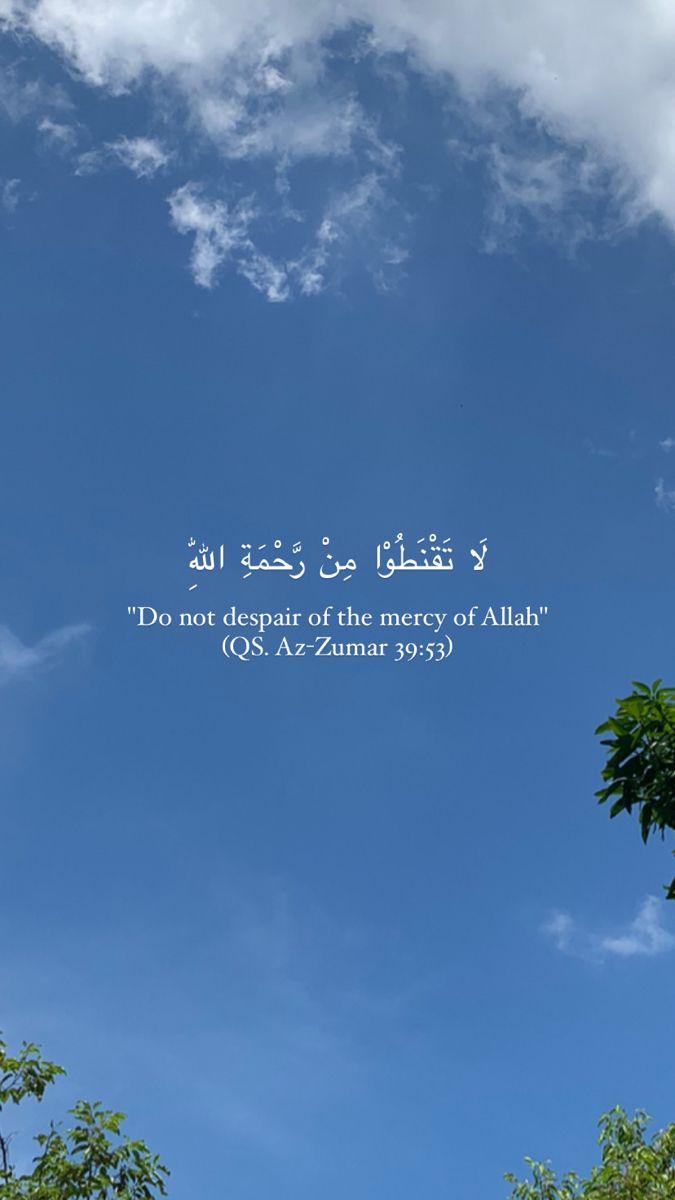 لَا تَقْنَطُوْا مِنْ رَّحْمَةِ اللّٰهِ
"Do not despair of the mercy of Allah"
(QS. Az-Zumar 39:53)